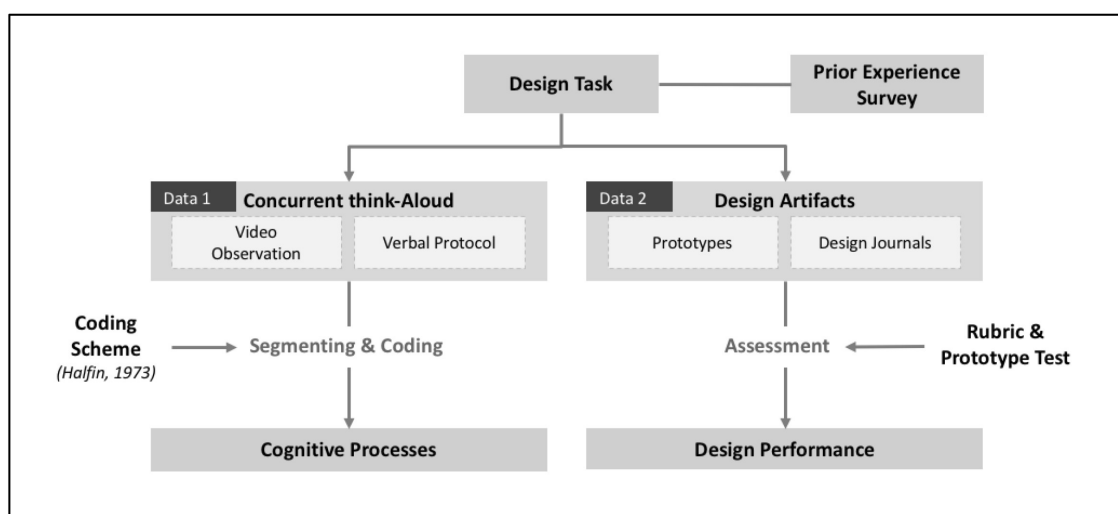 Design Task
Prior Experience
Survey
Data 1
Concurrent think-Aloud
Video
Observation
Verbal Protocol
Data 2
Design Artifacts
Prototypes
Design Journals
Coding
Scheme
(Halfin, 1973)
Segmenting & Coding
Assessment
Rubric &
Prototype Test
Cognitive Processes
Design Performance